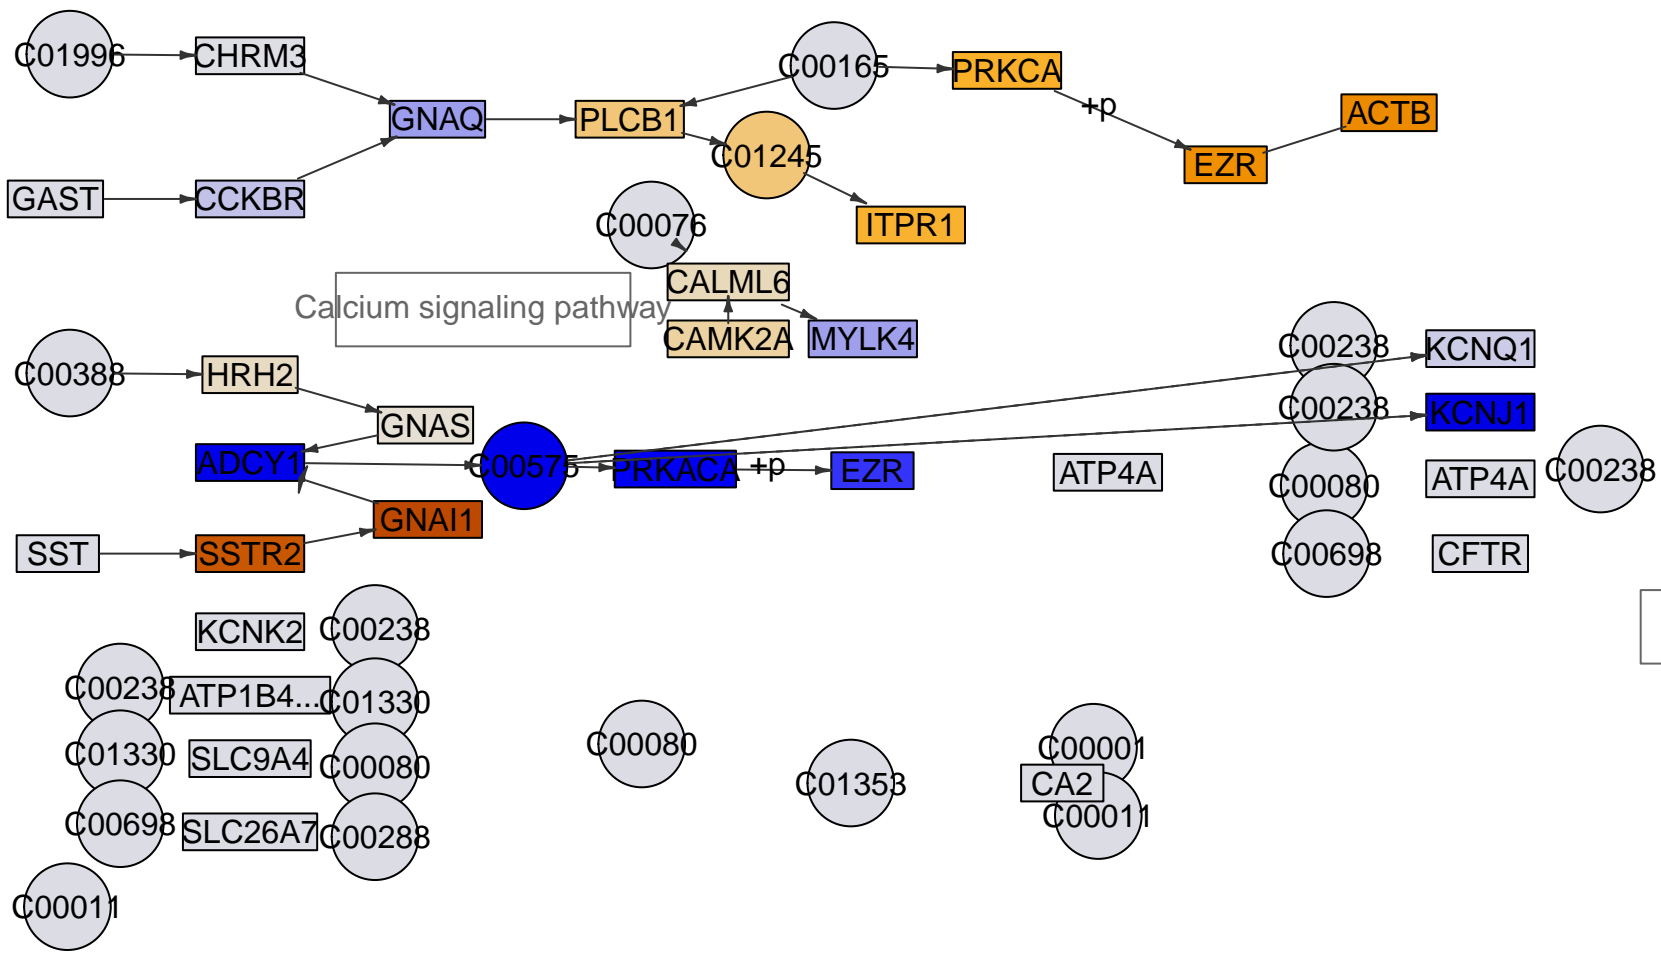 C01996
CHRM3
C00165
PRKCA
GNAQ
PLCB1
+p
ACTB
C01245
EZR
GAST
CCKBR
C00076
ITPR1
CALML6
Calcium signaling pathway
CAMK2A
MYLK4
C00238
KCNQ1
C00388
HRH2
C00238
KCNJ1
GNAS
ADCY1
C00575
PRKACA
+p
EZR
ATP4A
C00080
ATP4A
C00238
GNAI1
SST
SSTR2
C00698
CFTR
KCNK2
C00238
C00238
ATP1B4...
C01330
C01330
SLC9A4
C00080
C00080
C01353
C00001
CA2
C00011
C00698
SLC26A7
C00288
C00011